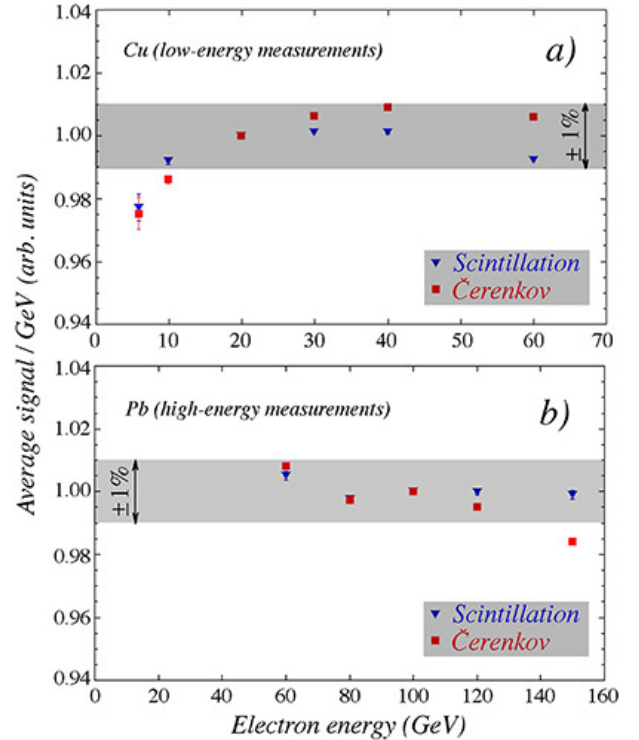 1.04
Cu (low-energy measurements)
a)
1.02
1.00
± 1%
0.98
0.96
Scintillation
Čerenkov
0.94
0 10 20 30 40 50 60 70
Average signal / GeV (arb. units)
1.04
Pb (high-energy measurements)
b)
1.02
±1%
1.00
0.98
0.96
Scintillation
Čerenkov
0.94
0 20 40 60 80 100 120 140 160
Electron energy (GeV)